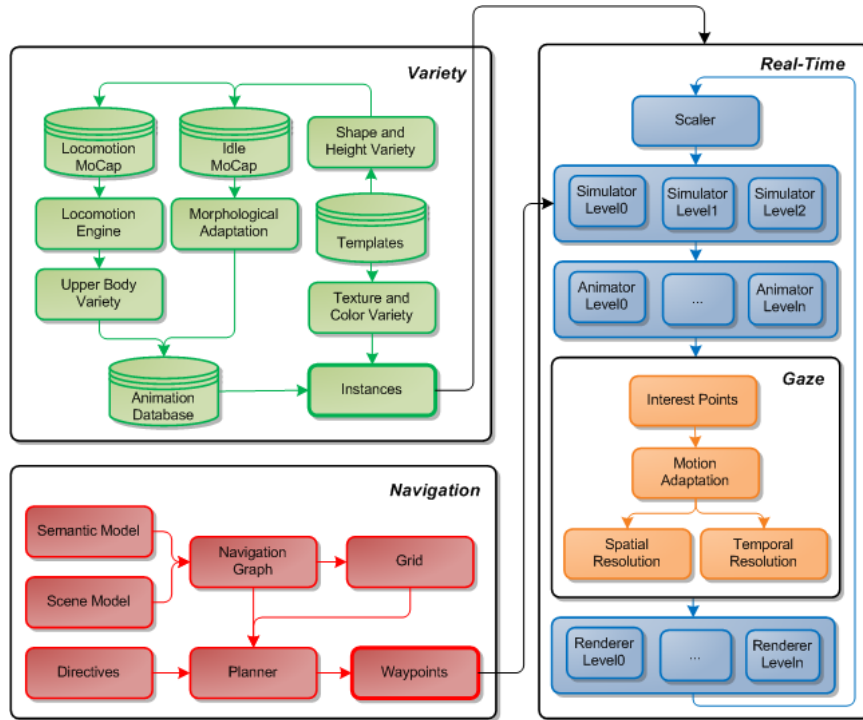 Variety
Locomotion
MoCap
Idle
MoCap
Shape and
Height Variety
Locomotion
Engine
Morphological
Adaptation
Templates
Upper Body
Variety
Texture and
Color Variety
Animation
Database
Instances
Navigation
Semantic Model
Scene Model
Navigation
Graph
Grid
Directives
Planner
Waypoints
Real-Time
Scaler
Simulator
Level0
Simulator
Level1
Simulator
Level2
Animator
Level0
...
Animator
Leveln
Gaze
Interest Points
Motion
Adaptation
Spatial
Resolution
Temporal
Resolution
Renderer
Level0
...
Renderer
Leveln